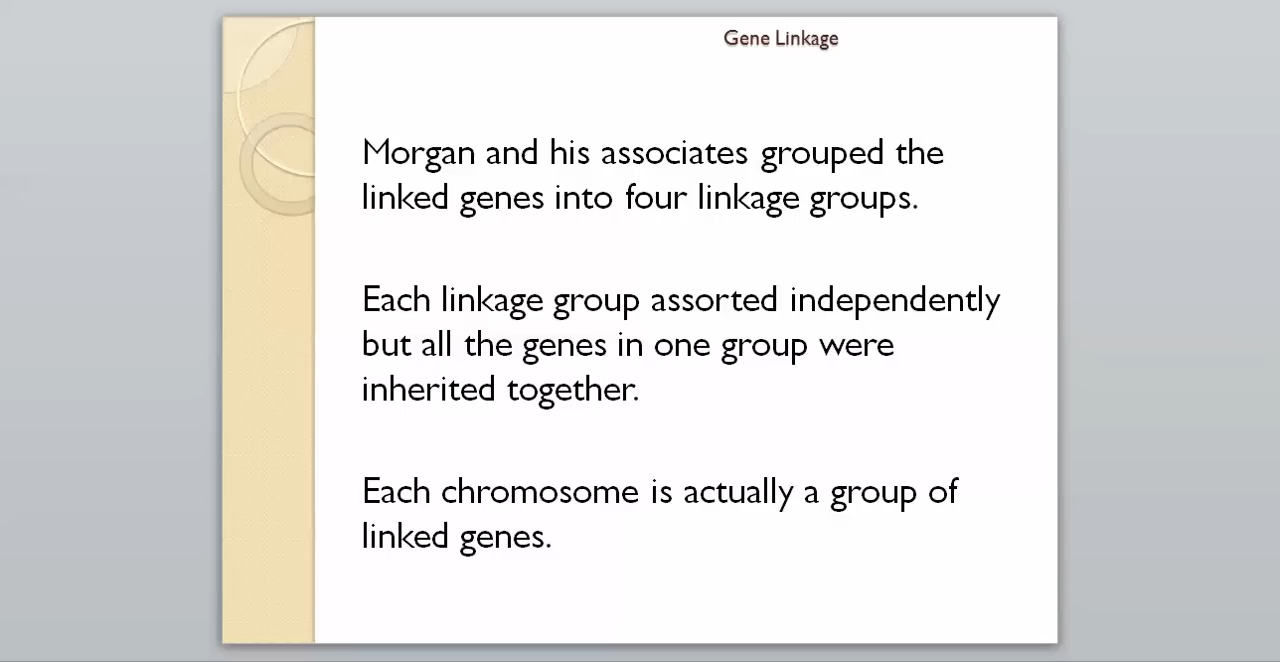 Gene Linkage
Morgan and his associates grouped the
linked genes into four linkage groups.
Each linkage group assorted independently
but all the genes in one group were
inherited together.
Each chromosome is actually a group of
linked genes.